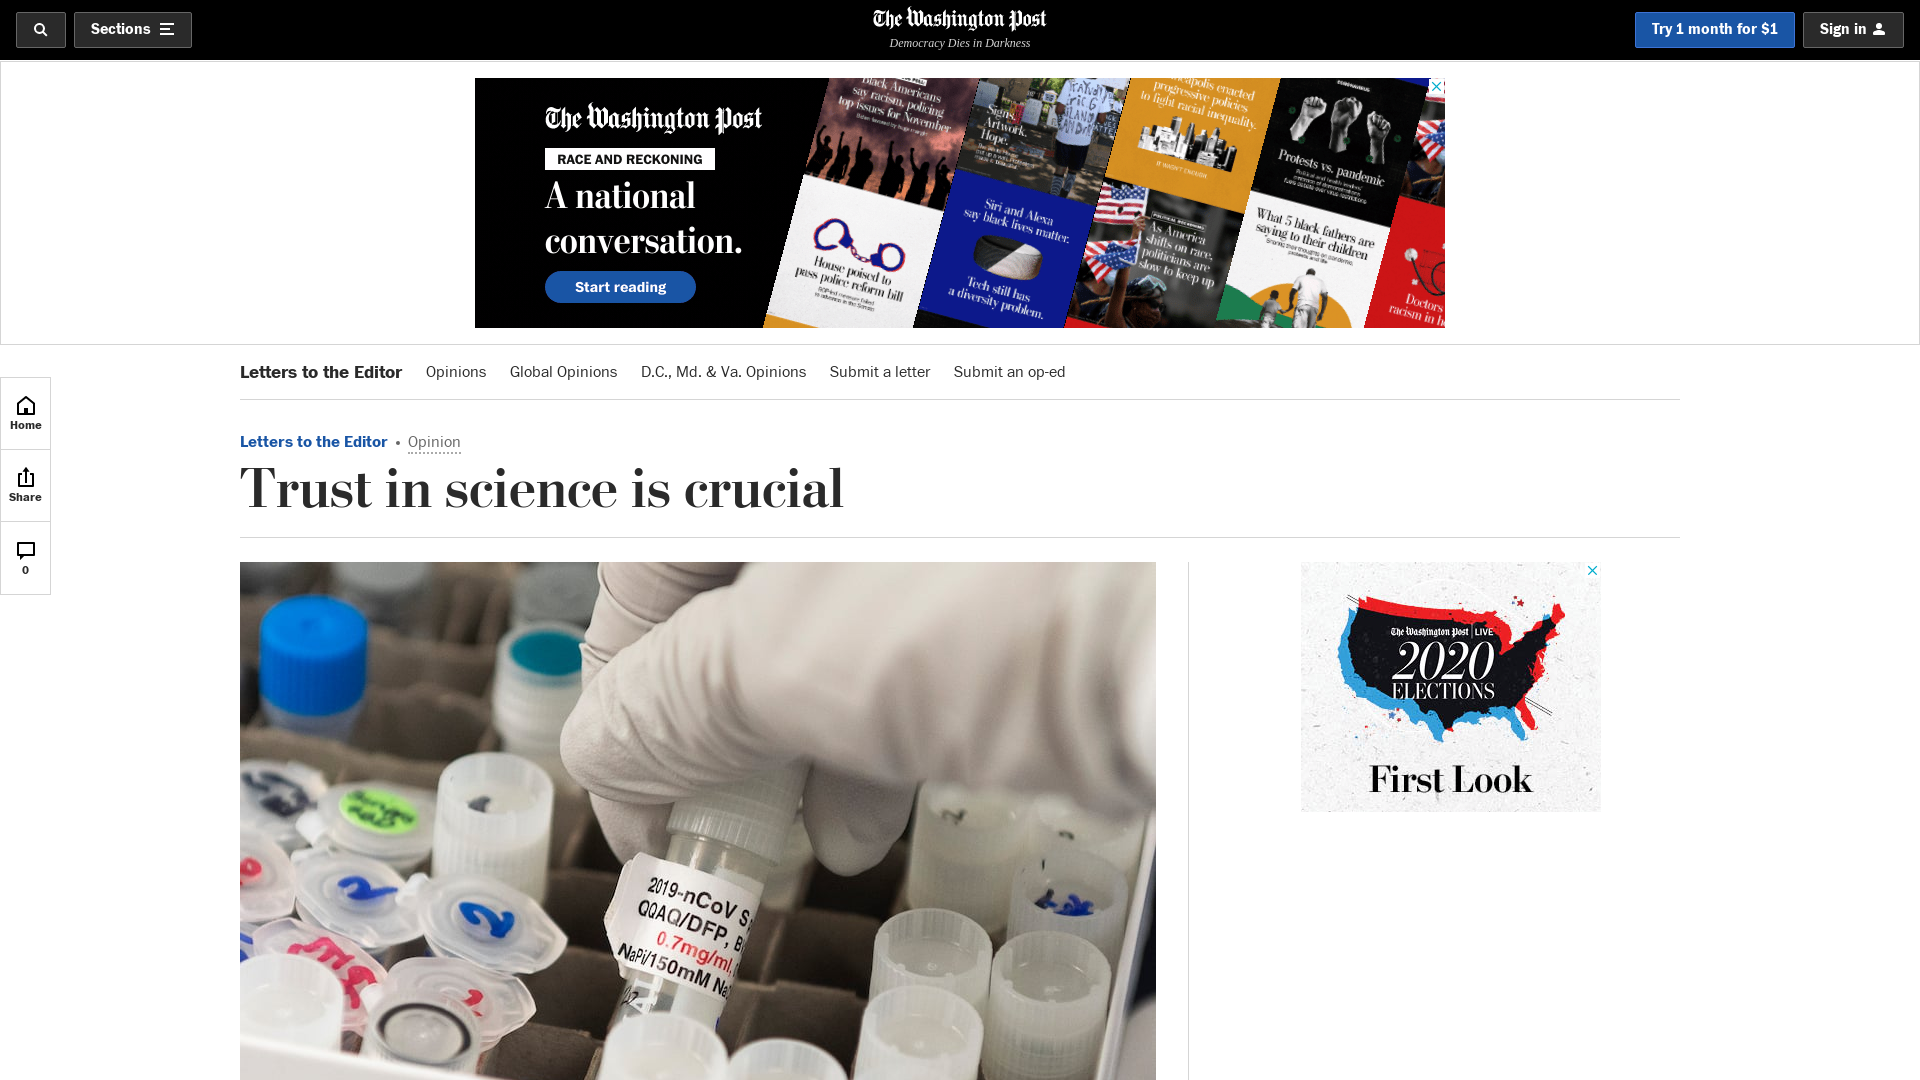 Sections
The Washington Post
Democracy Dies in Darkness
Try 1 month for $1
Sign in
The Washington Post
RACE AND RECKONING
A national
conversation.
Start reading
Black Americans
say racism, policing
top issues for November
Signs.
Artwork.
Hope.
progressive policies
to fight racial inequality.
IT WASN'T ENOUGH.
CORONAVIRUS
Protests vs. pandemic
House poised to
pass police reform bill
Siri and Alexa
say black lives matter.
Tech still has
a diversity problem.
As America
shifts on race,
politicians are
slow to keep up
What 5 black fathers are
saying to their children
Doctors
racism in
Letters to the Editor
Opinions
Global Opinions
D.C., Md. & Va. Opinions
Submit a letter
Submit an op-ed
Home
Share
0
Letters to the Editor • Opinion
Trust in science is crucial
2019-nCoV S
QQAQ/DFP, B
0.7mg/ml,
NaPi/150mM Na
The Washington Post LIVE
2020
ELECTIONS
First Look